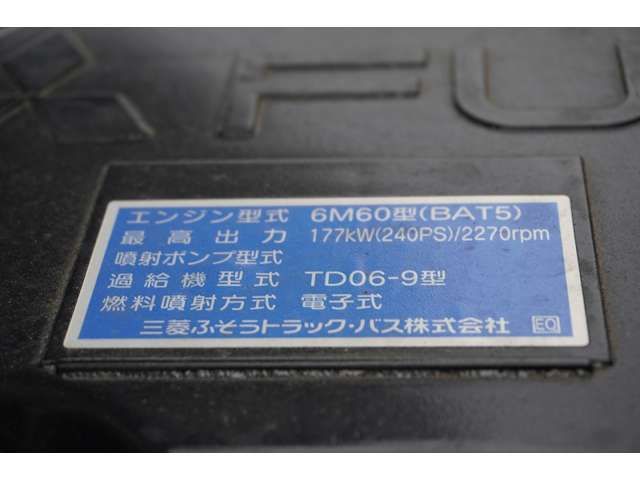 FU
エンジン型式 6M60型(BAT5)
最高出力 177kW(240PS)/2270rpm
噴射ポンプ型式
過給機型式 TD06-9型
燃料噴射方式 電子式
三菱ふそうトラック・バス株式会社 EO